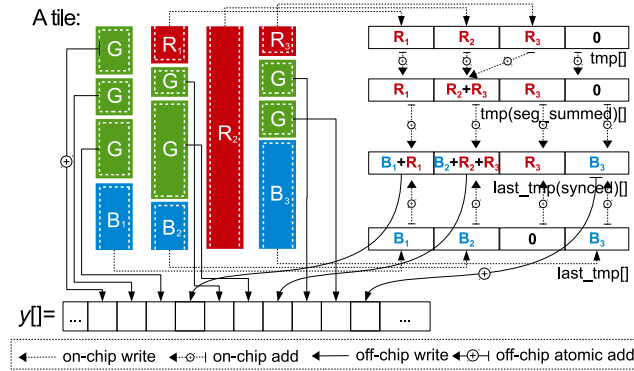 A tile:
G
G
G
B1
R1
G
G
B2
R2
R3
G
G
B3
R1 R2 R3 0
tmp[]
R1 R2+R3 0
tmp(seg_summed)[]
B1+R1 B2+R2+R3 R3 B3
last_tmp(synced)[]
B1 B2 0 B3
last_tmp[]
y[]= ... ...
on-chip write on-chip add off-chip write off-chip atomic add